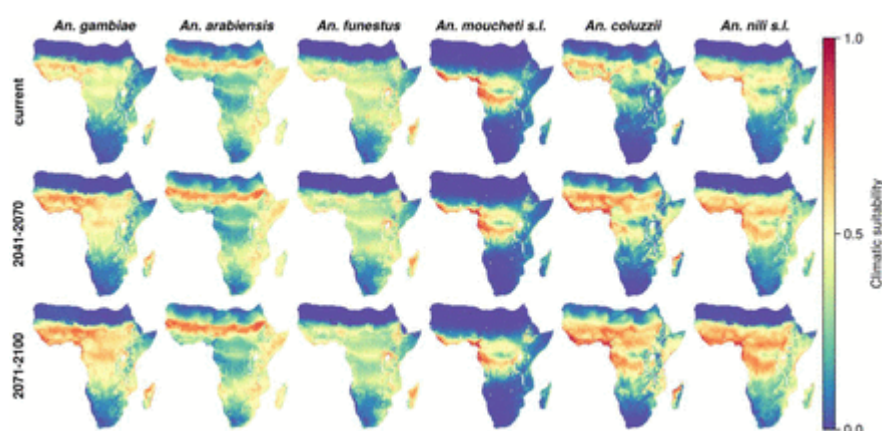 An. gambiae An. arabiensis An. funestus An. moucheti s.l. An. coluzzii An. nili s.l.
current
2041-2070
2071-2100
1.0
0.5
0.0
Climatic suitability